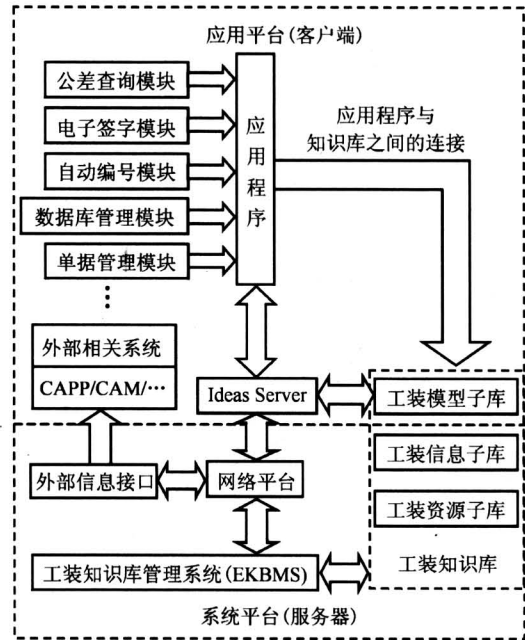 应用平台(客户端)
公差查询模块
电子签字模块
自动编号模块
数据库管理模块
单据管理模块
应用程序
应用程序与
知识库之间的连接
外部相关系统
CAPP/CAM/…
Ideas Server
工装模型子库
工装信息子库
工装资源子库
工装知识库
外部信息接口
网络平台
工装知识库管理系统(EKBMS)
系统平台(服务器)